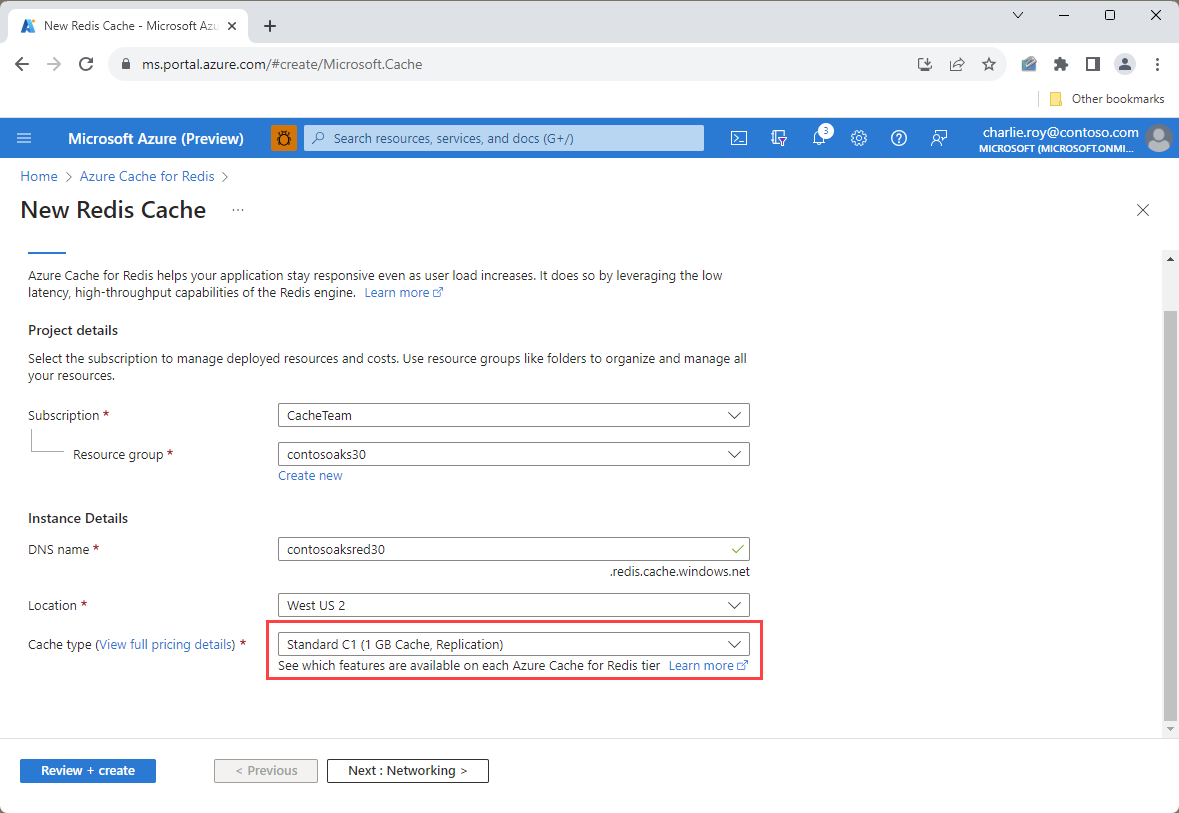 New Redis Cache - Microsoft Azu
ms.portal.azure.com/#create/Microsoft.Cache
Other bookmarks
Microsoft Azure (Preview)
Search resources, services, and docs (G+/)
3
charlie.roy@contoso.com
MICROSOFT (MICROSOFT.ONMI...
Home > Azure Cache for Redis >
New Redis Cache ...
Azure Cache for Redis helps your application stay responsive even as user load increases. It does so by leveraging the low
latency, high-throughput capabilities of the Redis engine. Learn more
Project details
Select the subscription to manage deployed resources and costs. Use resource groups like folders to organize and manage all
your resources.
Subscription * CacheTeam
Resource group * contosoaks30
Create new
Instance Details
DNS name * contosoaksred30
.redis.cache.windows.net
Location * West US 2
Cache type (View full pricing details) * Standard C1 (1 GB Cache, Replication)
See which features are available on each Azure Cache for Redis tier Learn more
Review + create < Previous Next : Networking >